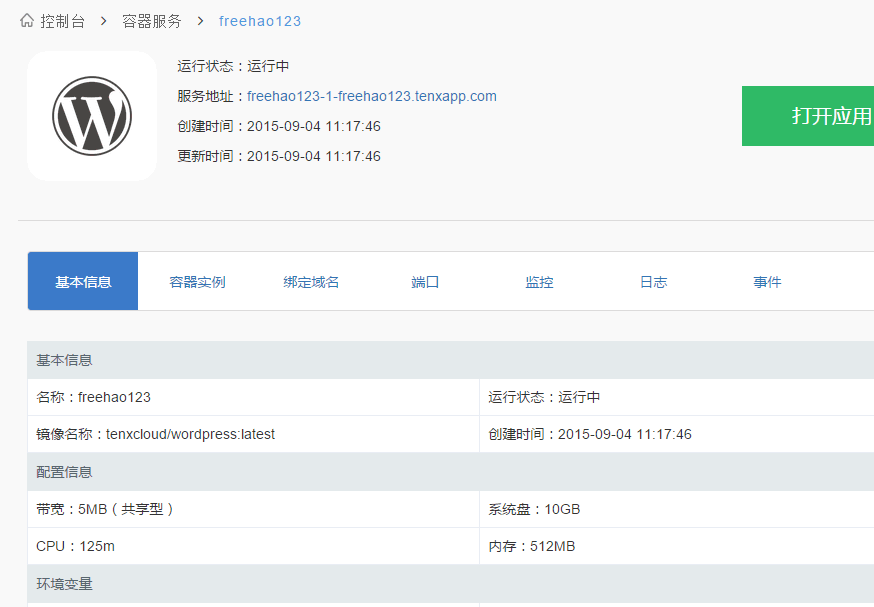 控制台 > 容器服务 > freehao123
运行状态：运行中
服务地址：freehao123-1-freehao123.tenxapp.com
创建时间：2015-09-04 11:17:46
更新时间：2015-09-04 11:17:46
打开应用
基本信息 容器实例 绑定域名 端口 监控 日志 事件
基本信息
名称：freehao123 运行状态：运行中
镜像名称：tenxcloud/wordpress:latest 创建时间：2015-09-04 11:17:46
配置信息
带宽：5MB（共享型） 系统盘：10GB
CPU：125m 内存：512MB
环境变量